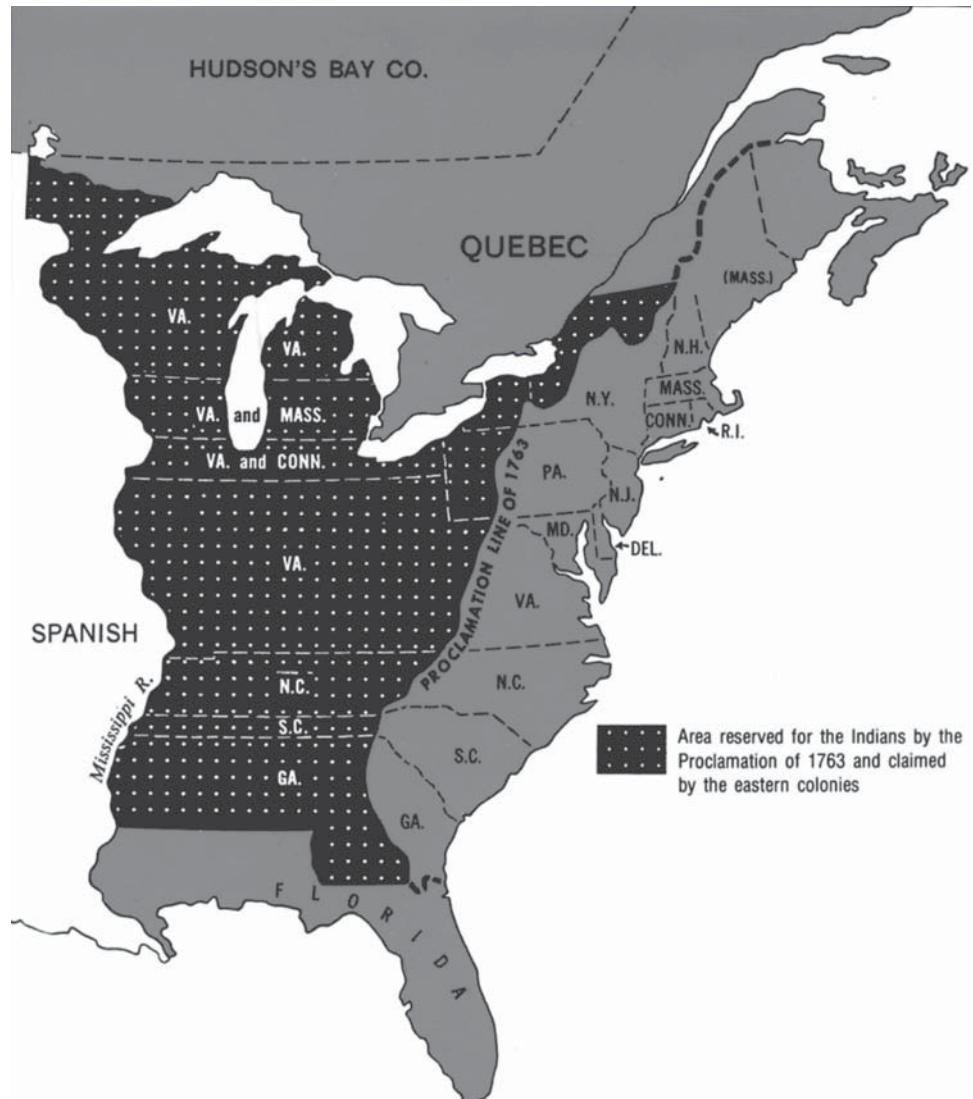 HUDSON'S BAY CO.
QUEBEC
(MASS.)
VA.
VA.
N.H.
VA. and MASS.
N.Y.
MASS.
CONN.
R.I.
VA. and CONN.
PA.
N.J.
MD.
DEL.
VA.
PROCLAMATION LINE OF 1763
VA.
SPANISH
Mississippi R.
N.C.
N.C.
S.C.
S.C.
GA.
GA.
FLORIDA
Area reserved for the Indians by the
Proclamation of 1763 and claimed
by the eastern colonies